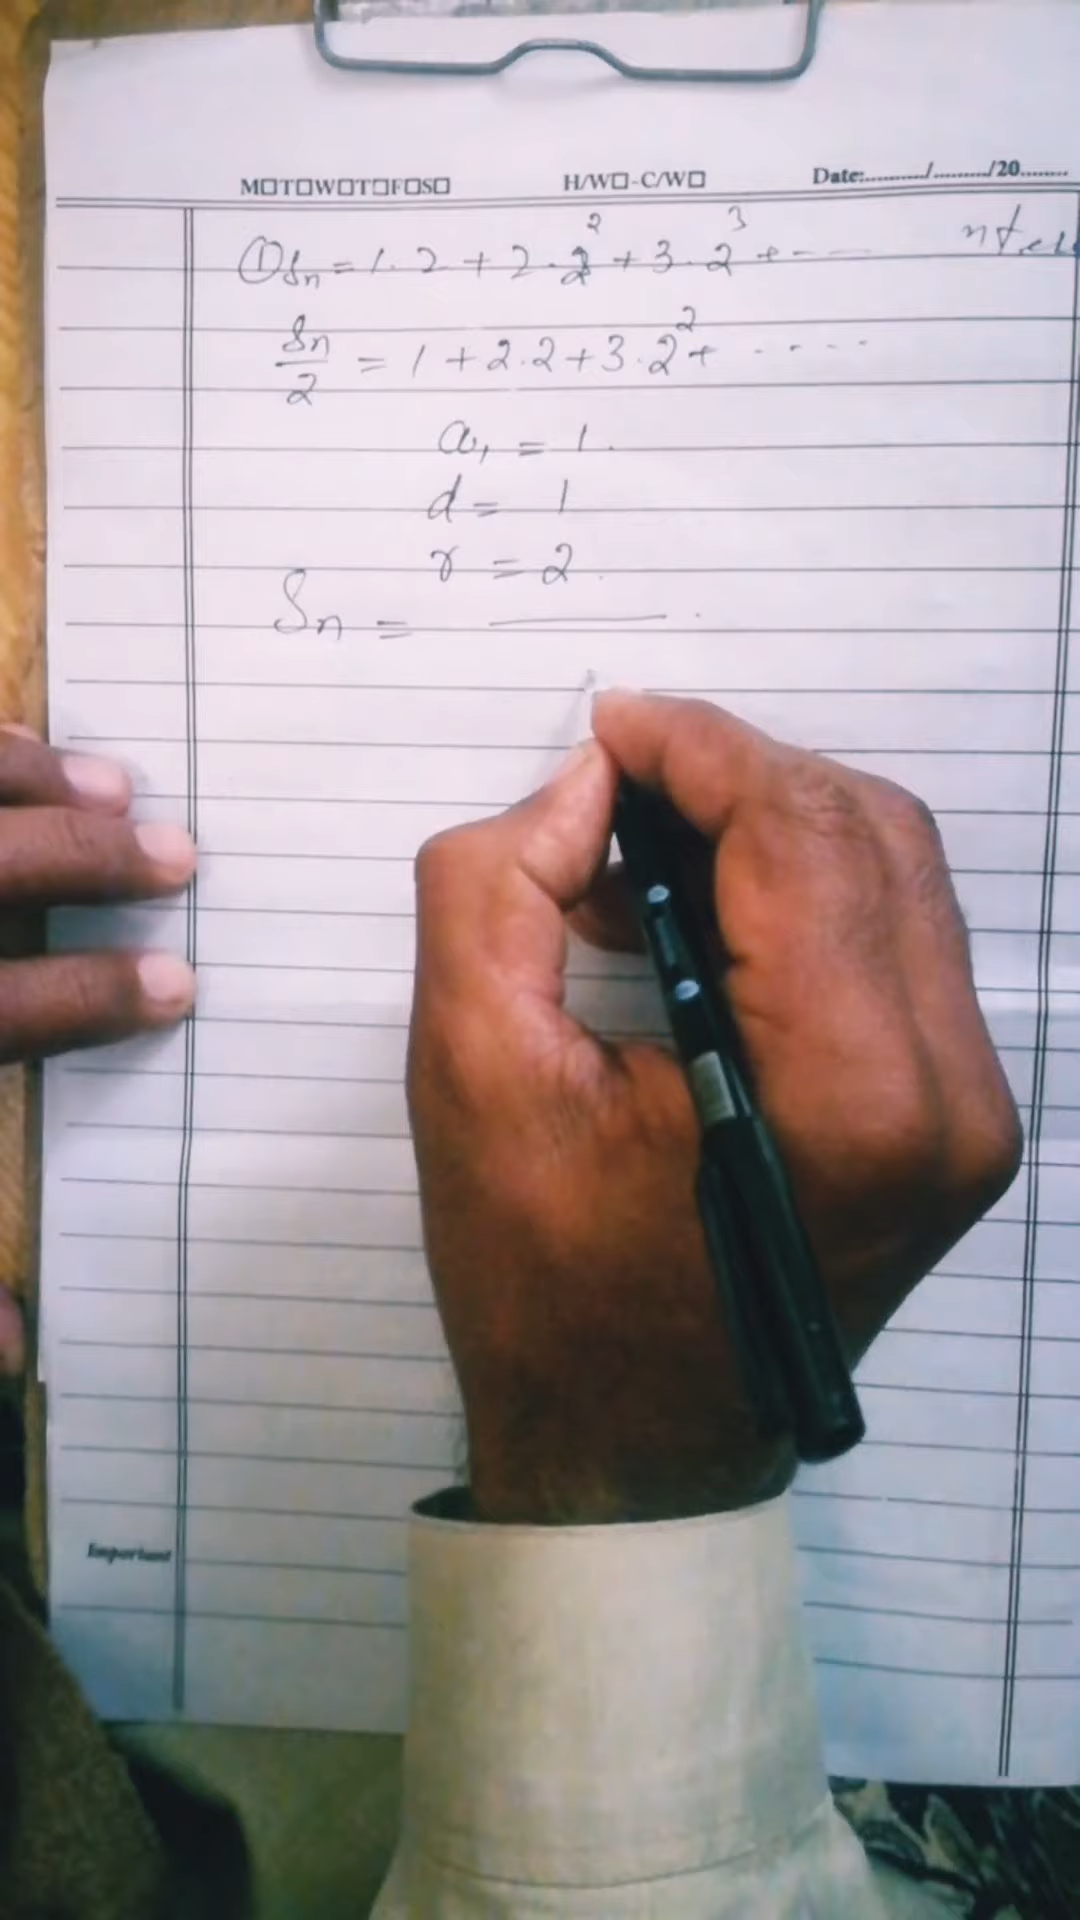 M☐T☐W☐T☐F☐S☐ H/W☐-C/W☐ Date:........../........../20........
① Sn = 1.2 + 2.2² + 3.2³ + - - - -
Sn/2 = 1 + 2.2 + 3.2² + . - . - .
a₁ = 1.
d = 1
r = 2.
Sn = ———.
Important